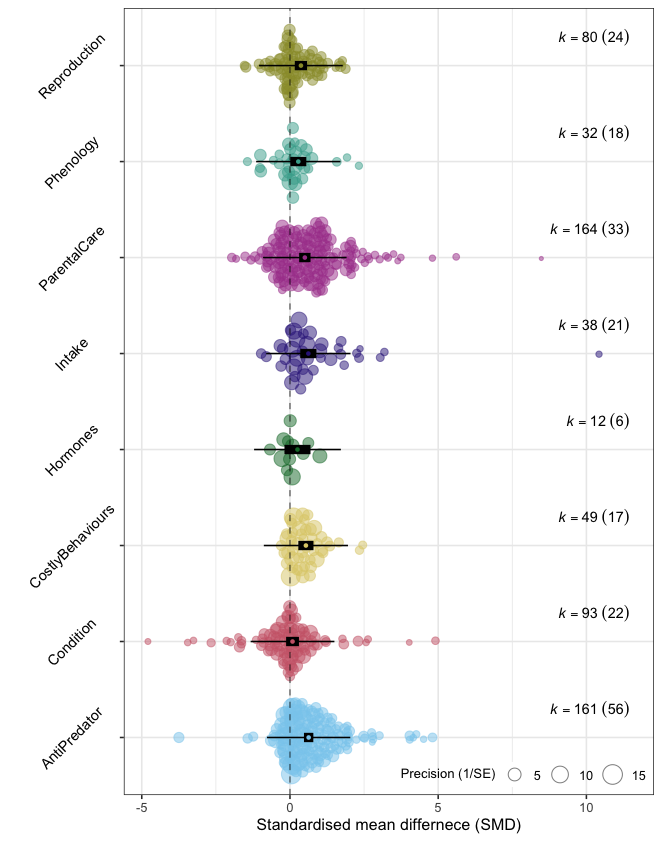 Reproduction
k = 80 (24)
Phenology
k = 32 (18)
ParentalCare
k = 164 (33)
Intake
k = 38 (21)
Hormones
k = 12 (6)
CostlyBehaviours
k = 49 (17)
Condition
k = 93 (22)
AntiPredator
k = 161 (56)
Precision (1/SE) 5 10 15
-5 0 5 10
Standardised mean differnece (SMD)